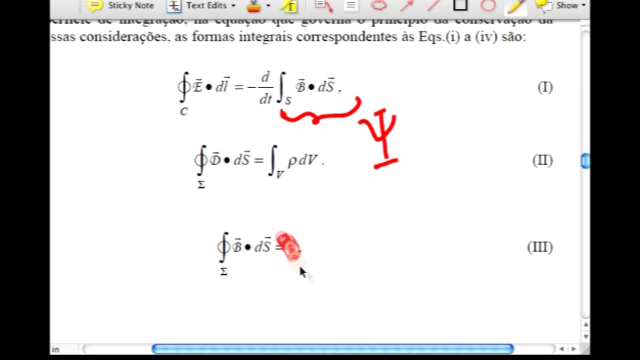 Sticky Note Text Edits Show
superfície de integração, na equação que governa o princípio da conservação da
ssas considerações, as formas integrais correspondentes às Eqs.(i) a (iv) são:
∮_C E⃗ • dl⃗ = − d/dt ∫_S B⃗ • dS⃗ , (I)
Ψ
∮_Σ D⃗ • dS⃗ = ∫_V ρ dV . (II)
∮_Σ B⃗ • dS⃗ = , (III)
in